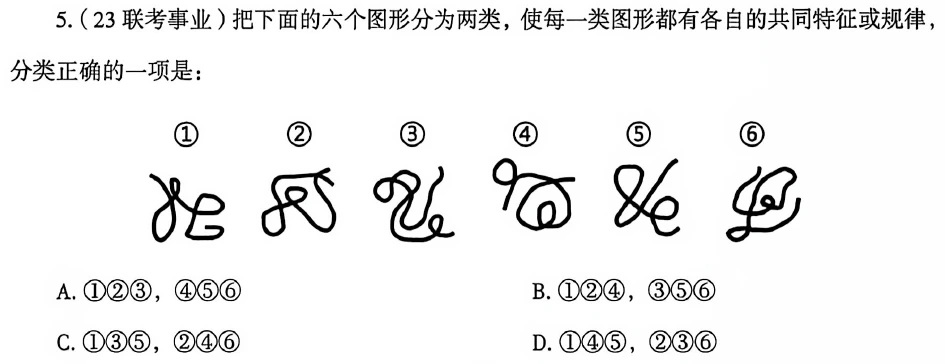 5.（23 联考事业）把下面的六个图形分为两类，使每一类图形都有各自的共同特征或规律，
分类正确的一项是：
① ② ③ ④ ⑤ ⑥
A. ①②③，④⑤⑥ B. ①②④，③⑤⑥
C. ①③⑤，②④⑥ D. ①④⑤，②③⑥